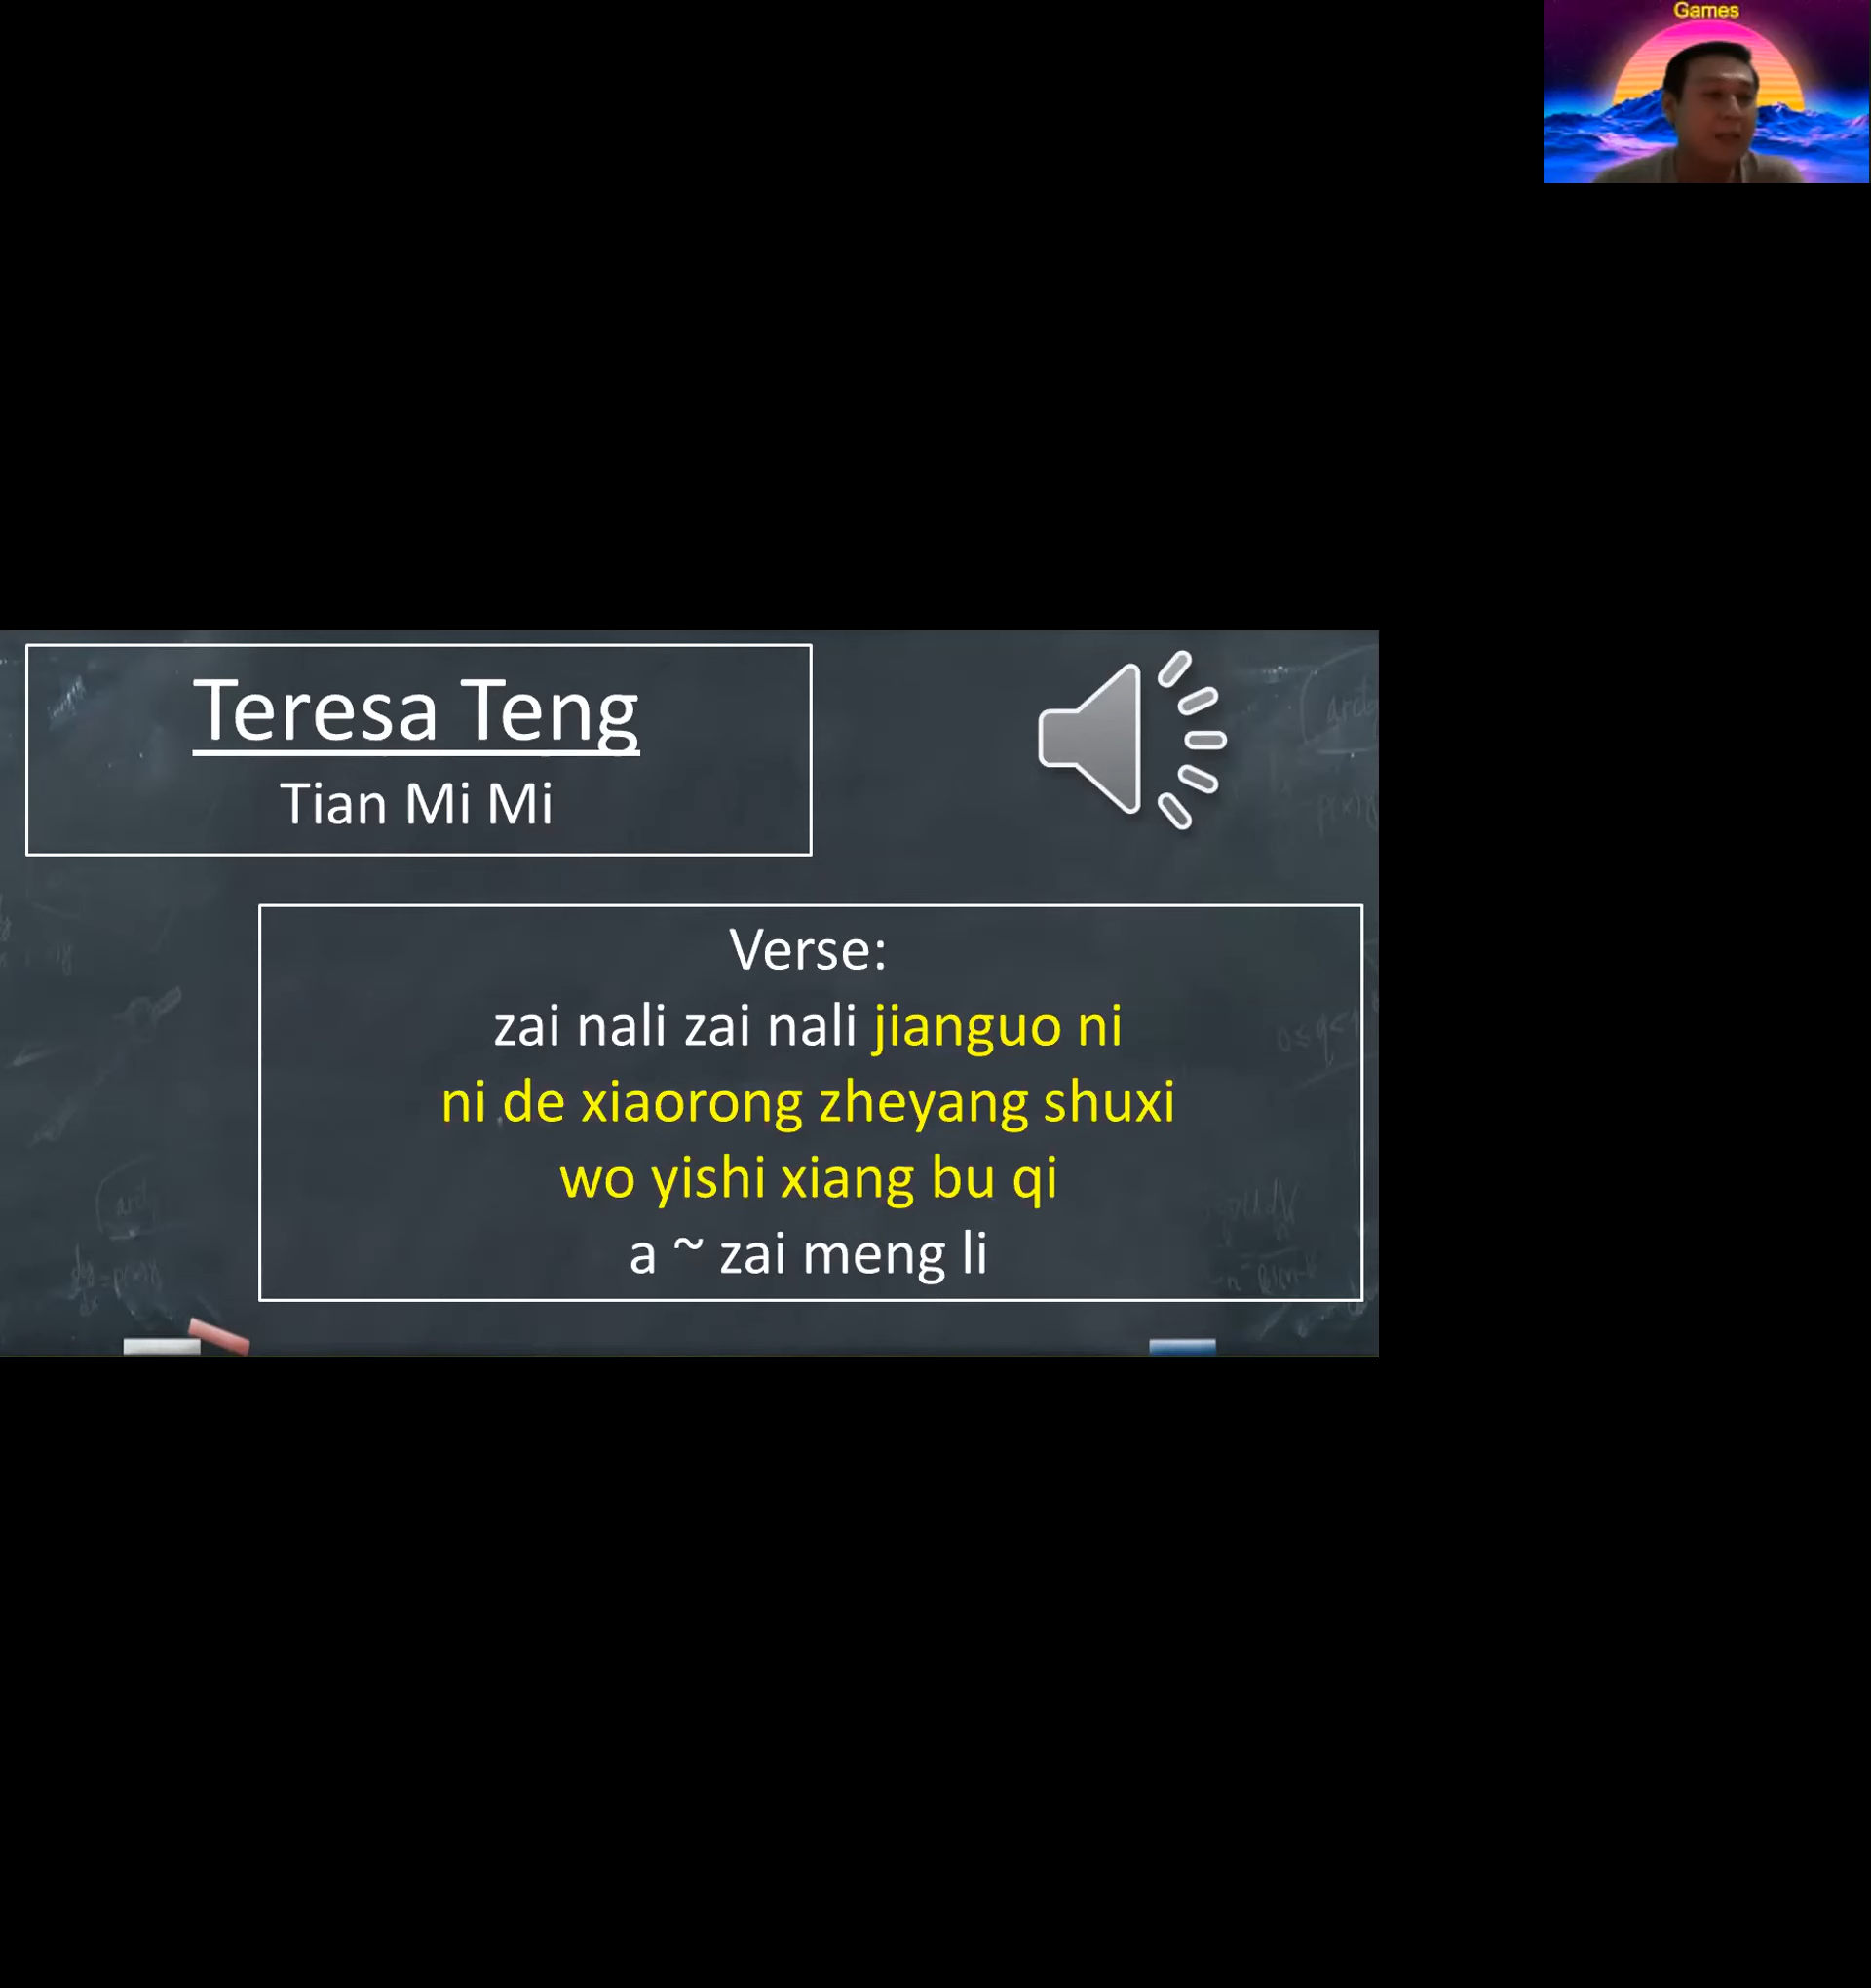 Games
Teresa Teng
Tian Mi Mi
Verse:
zai nali zai nali jianguo ni
ni de xiaorong zheyang shuxi
wo yishi xiang bu qi
a ~ zai meng li